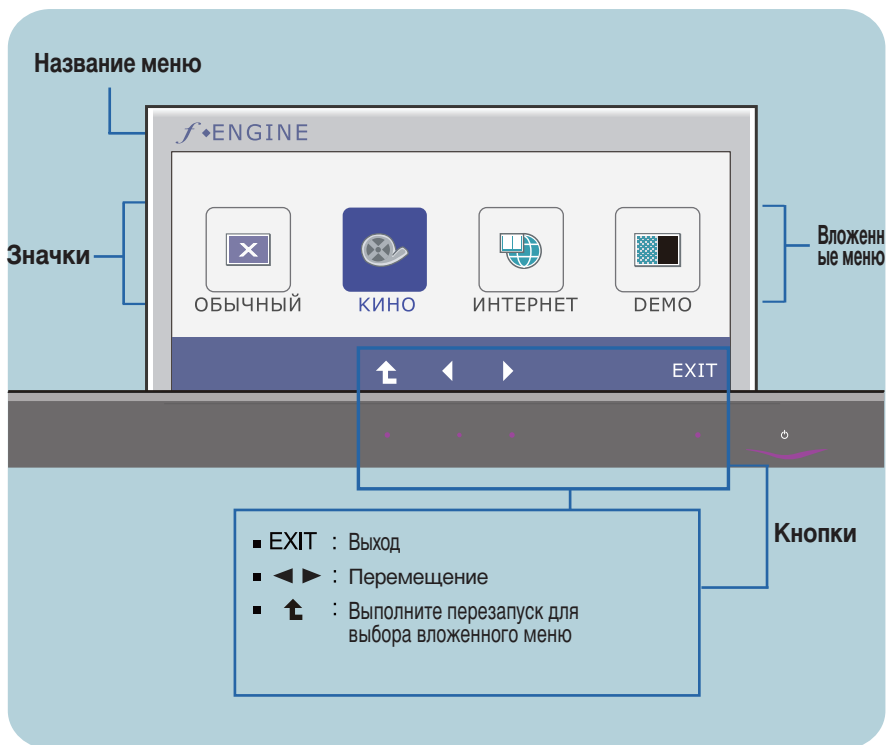 Название меню
f◆ENGINE
Значки
Вложенн
ые меню
ОБЫЧНЫЙ
КИНО
ИНТЕРНЕТ
DEMO
EXIT
Кнопки
▪ EXIT : Выход
▪ ◄ ► : Перемещение
▪ : Выполните перезапуск для
выбора вложенного меню